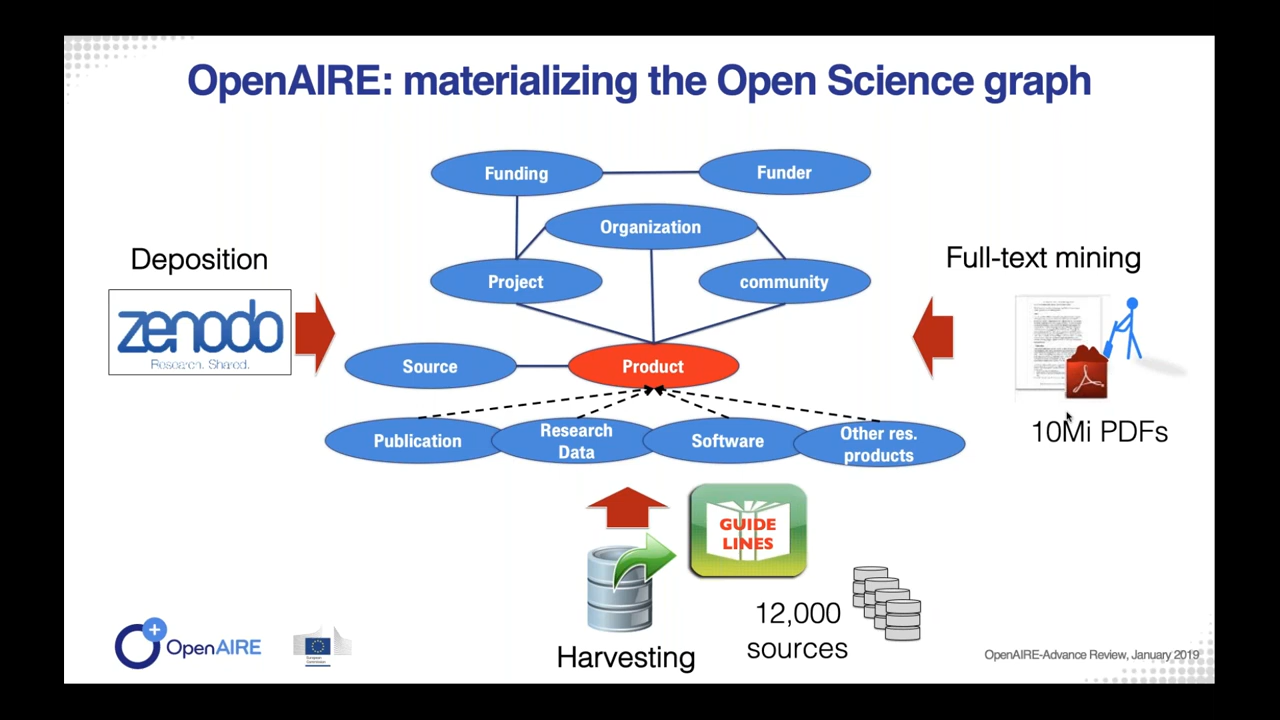 OpenAIRE: materializing the Open Science graph
Funding
Funder
Organization
Deposition
Full-text mining
Project
community
zenodo
Research. Shared.
Source
Product
10Mi PDFs
Publication
Research
Data
Software
Other res.
products
GUIDE
LINES
12,000
sources
Harvesting
OpenAIRE
European
Commission
OpenAIRE-Advance Review, January 2019